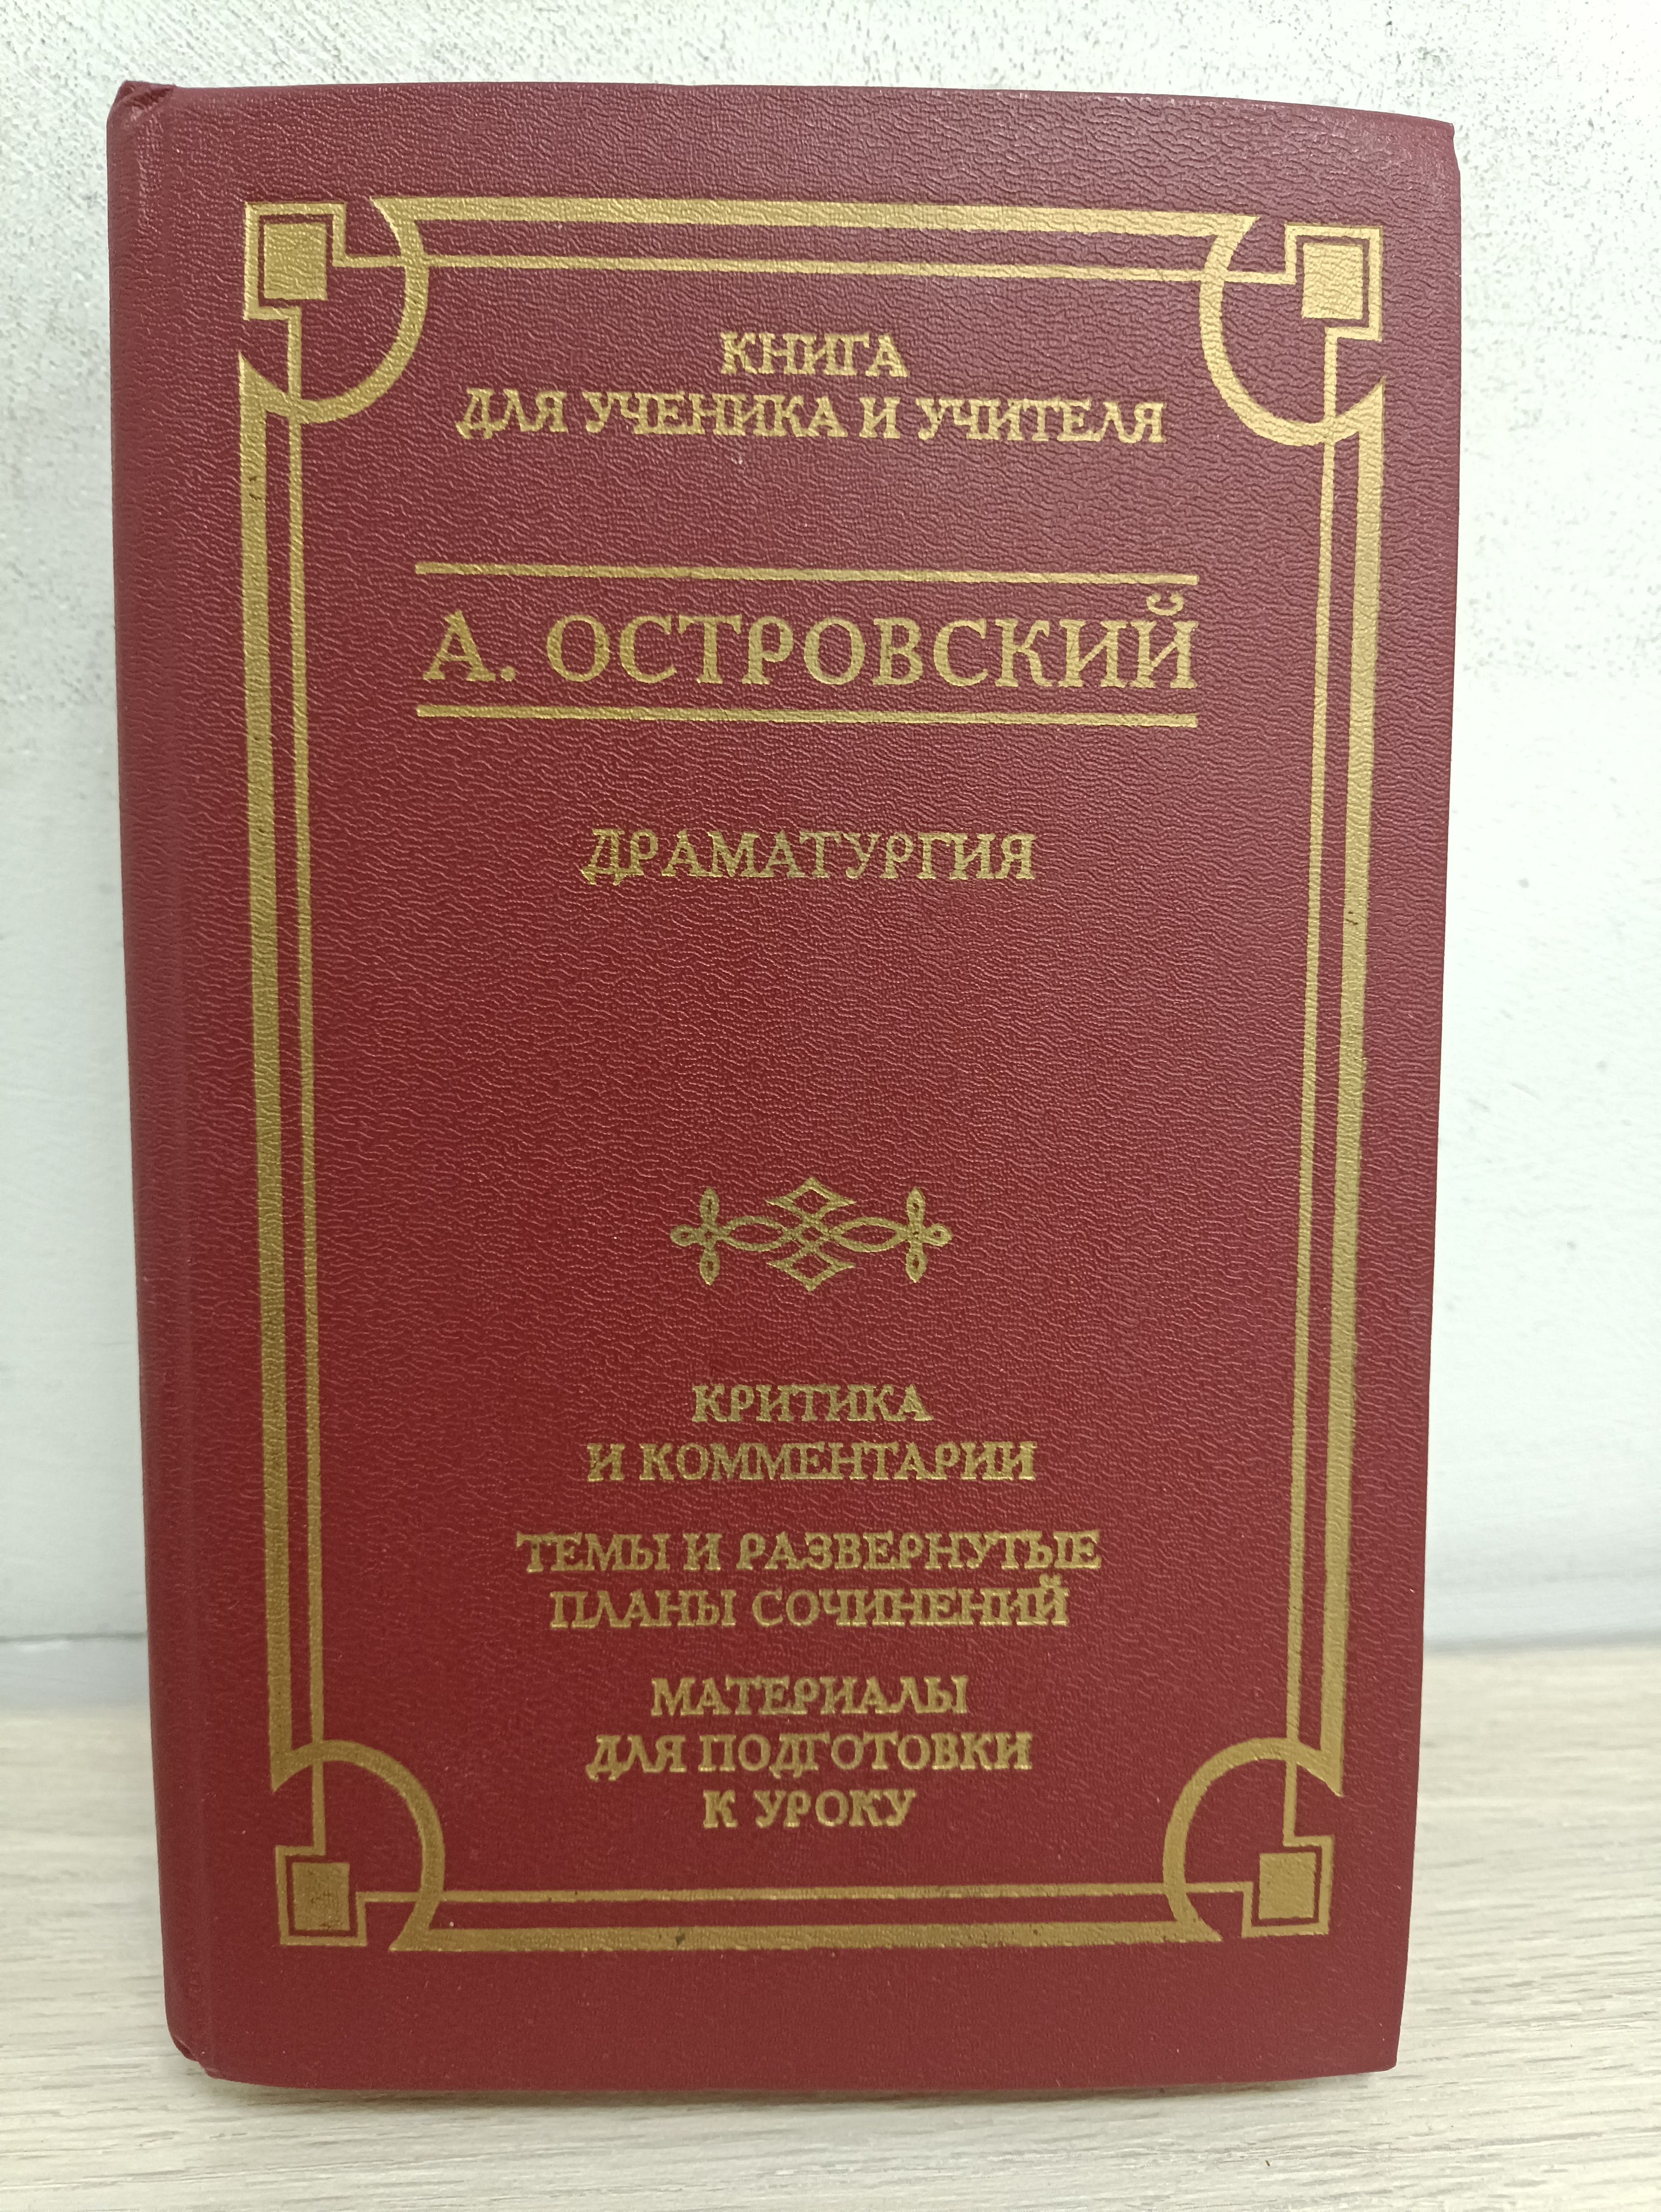 КНИГА
ДЛЯ УЧЕНИКА И УЧИТЕЛЯ
А. ОСТРОВСКИЙ
ДРАМАТУРГИЯ
КРИТИКА
И КОММЕНТАРИИ
ТЕМЫ И РАЗВЕРНУТЫЕ
ПЛАНЫ СОЧИНЕНИЙ
МАТЕРИАЛЫ
ДЛЯ ПОДГОТОВКИ
К УРОКУ